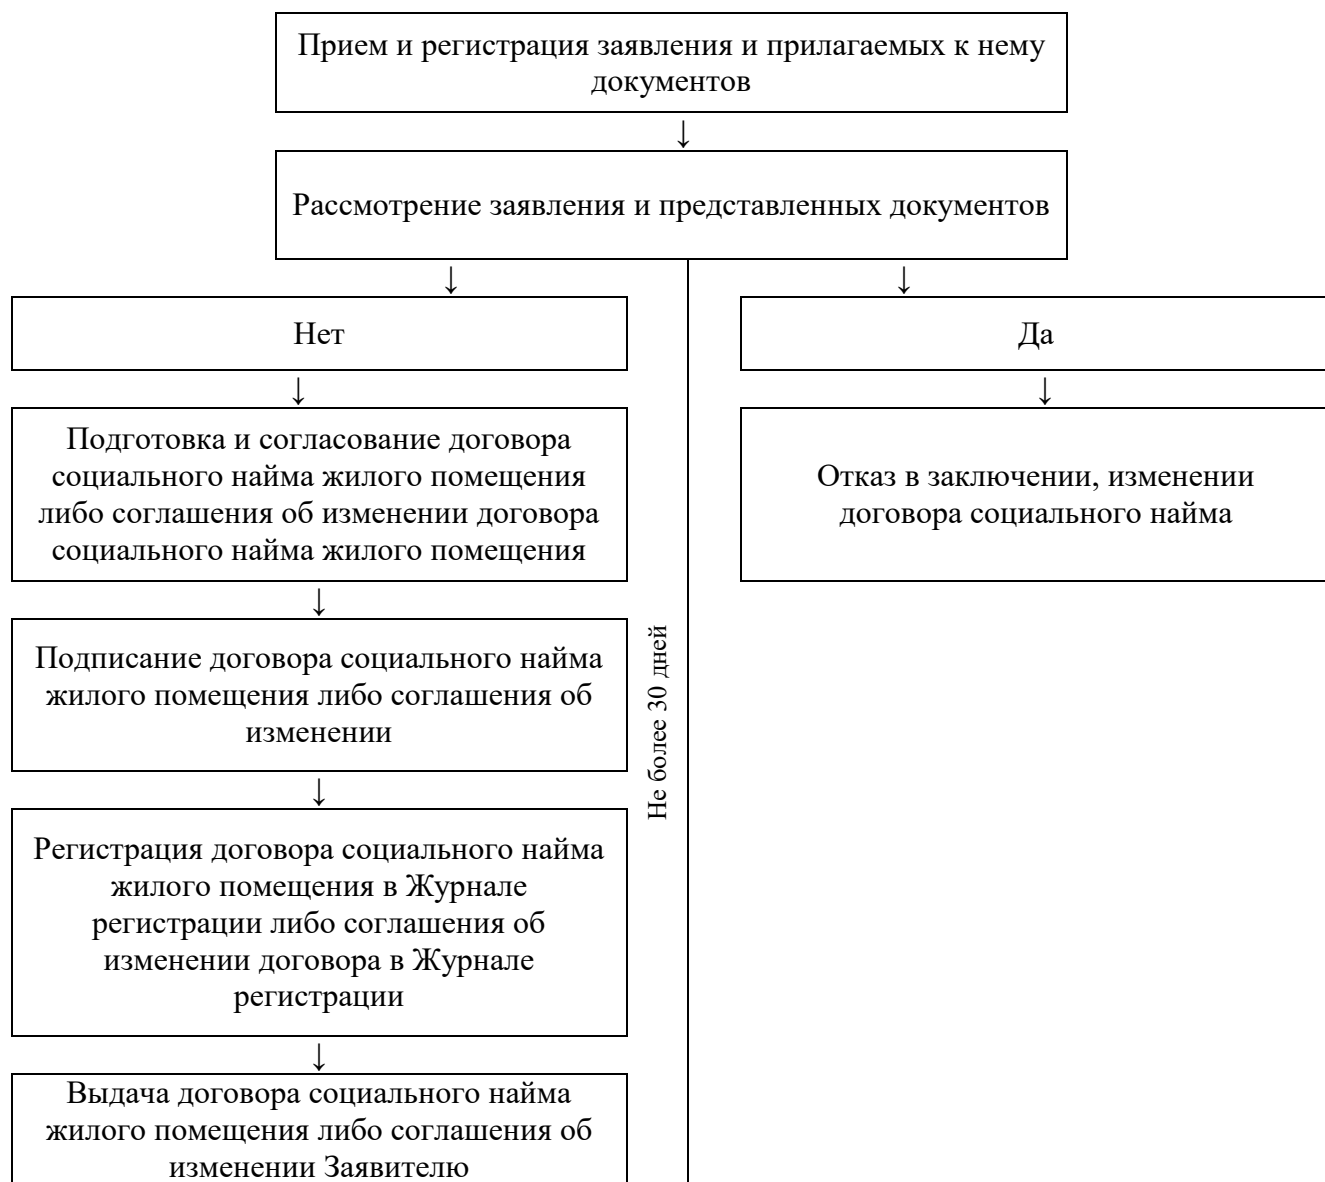 Прием и регистрация заявления и прилагаемых к нему
документов
↓
Рассмотрение заявления и представленных документов
↓
↓
Нет
Да
↓
↓
Подготовка и согласование договора
социального найма жилого помещения
либо соглашения об изменении договора
социального найма жилого помещения
Отказ в заключении, изменении
договора социального найма
↓
Подписание договора социального найма
жилого помещения либо соглашения об
изменении
Не более 30 дней
↓
Регистрация договора социального найма
жилого помещения в Журнале
регистрации либо соглашения об
изменении договора в Журнале
регистрации
↓
Выдача договора социального найма
жилого помещения либо соглашения об
изменении Заявителю